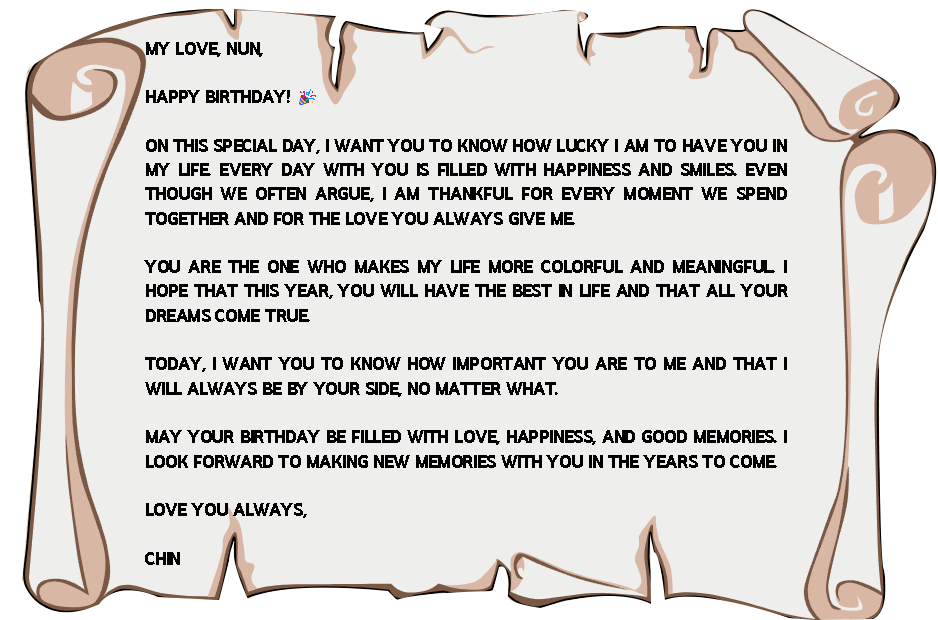 MY LOVE, NUN,
HAPPY BIRTHDAY! 🎉
ON THIS SPECIAL DAY, I WANT YOU TO KNOW HOW LUCKY I AM TO HAVE YOU IN
MY LIFE. EVERY DAY WITH YOU IS FILLED WITH HAPPINESS AND SMILES. EVEN
THOUGH WE OFTEN ARGUE, I AM THANKFUL FOR EVERY MOMENT WE SPEND
TOGETHER AND FOR THE LOVE YOU ALWAYS GIVE ME.
YOU ARE THE ONE WHO MAKES MY LIFE MORE COLORFUL AND MEANINGFUL. I
HOPE THAT THIS YEAR, YOU WILL HAVE THE BEST IN LIFE AND THAT ALL YOUR
DREAMS COME TRUE.
TODAY, I WANT YOU TO KNOW HOW IMPORTANT YOU ARE TO ME AND THAT I
WILL ALWAYS BE BY YOUR SIDE, NO MATTER WHAT.
MAY YOUR BIRTHDAY BE FILLED WITH LOVE, HAPPINESS, AND GOOD MEMORIES. I
LOOK FORWARD TO MAKING NEW MEMORIES WITH YOU IN THE YEARS TO COME.
LOVE YOU ALWAYS,
CHIN